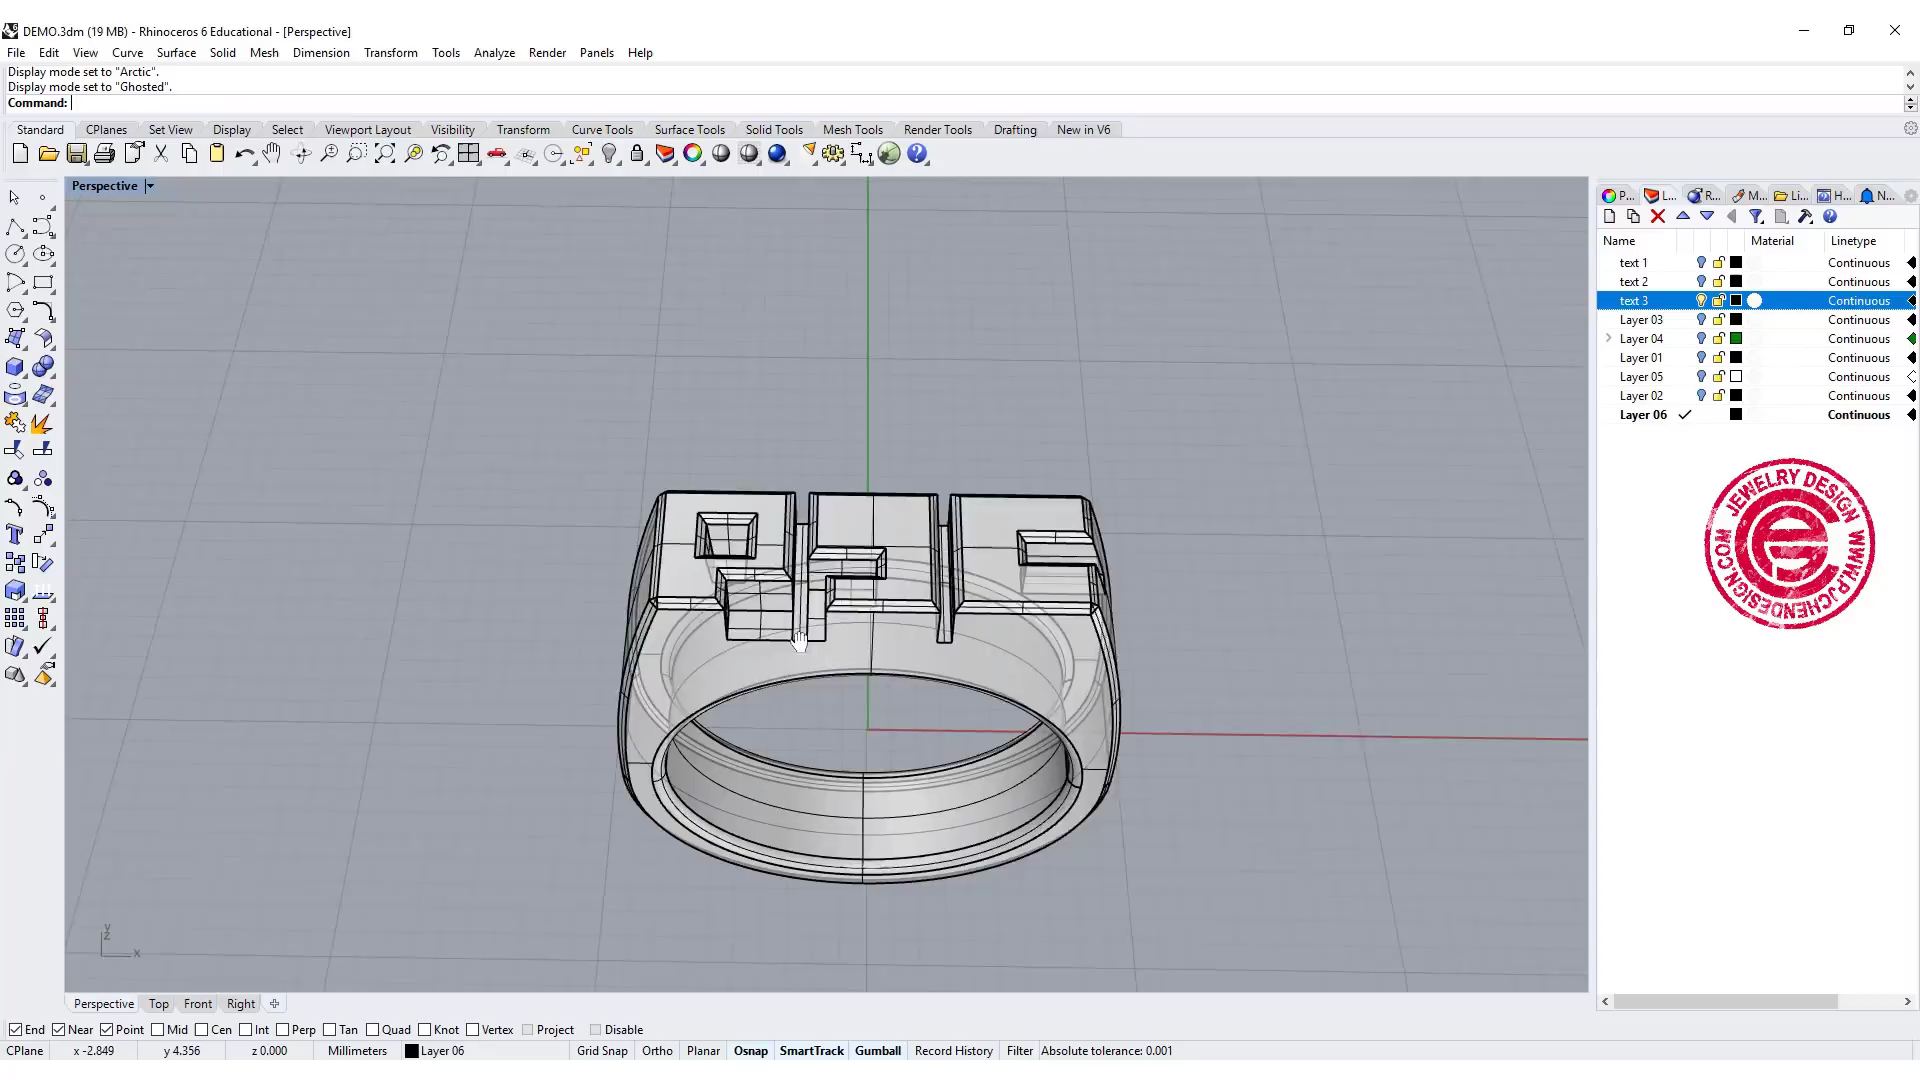 DEMO.3dm (19 MB) - Rhinoceros 6 Educational - [Perspective]
File Edit View Curve Surface Solid Mesh Dimension Transform Tools Analyze Render Panels Help
Display mode set to "Arctic".
Display mode set to "Ghosted".
Command:
Standard CPlanes Set View Display Select Viewport Layout Visibility Transform Curve Tools Surface Tools Solid Tools Mesh Tools Render Tools Drafting New in V6
Perspective
P... L... R... M... Li... H... N...
Name Material Linetype
text 1 Continuous
text 2 Continuous
text 3 Continuous
Layer 03 Continuous
Layer 04 Continuous
Layer 01 Continuous
Layer 05 Continuous
Layer 02 Continuous
Layer 06 Continuous
JEWELRY DESIGN
WWW.PJCHENDESIGN.COM
y
z
x
Perspective Top Front Right
End Near Point Mid Cen Int Perp Tan Quad Knot Vertex Project Disable
CPlane x -2.849 y 4.356 z 0.000 Millimeters Layer 06 Grid Snap Ortho Planar Osnap SmartTrack Gumball Record History Filter Absolute tolerance: 0.001